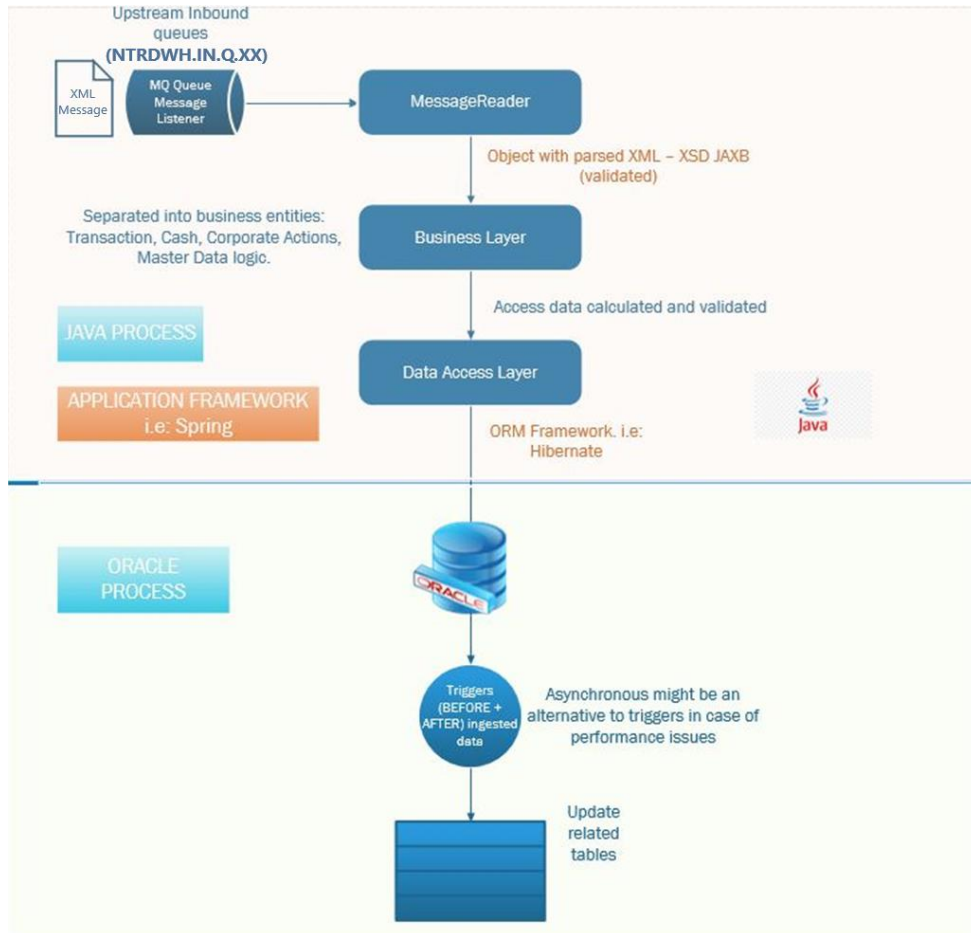 Upstream Inbound
queues
(NTRDWH.IN.Q.XX)
XML
Message
MQ Queue
Message
Listener
MessageReader
Object with parsed XML – XSD JAXB
(validated)
Separated into business entities:
Transaction, Cash, Corporate Actions,
Master Data logic.
Business Layer
Access data calculated and validated
JAVA PROCESS
Data Access Layer
APPLICATION FRAMEWORK
i.e: Spring
ORM Framework. i.e:
Hibernate
Java
ORACLE
PROCESS
ORACLE
Triggers
(BEFORE +
AFTER) ingested
data
Asynchronous might be an
alternative to triggers in case of
performance issues
Update
related
tables